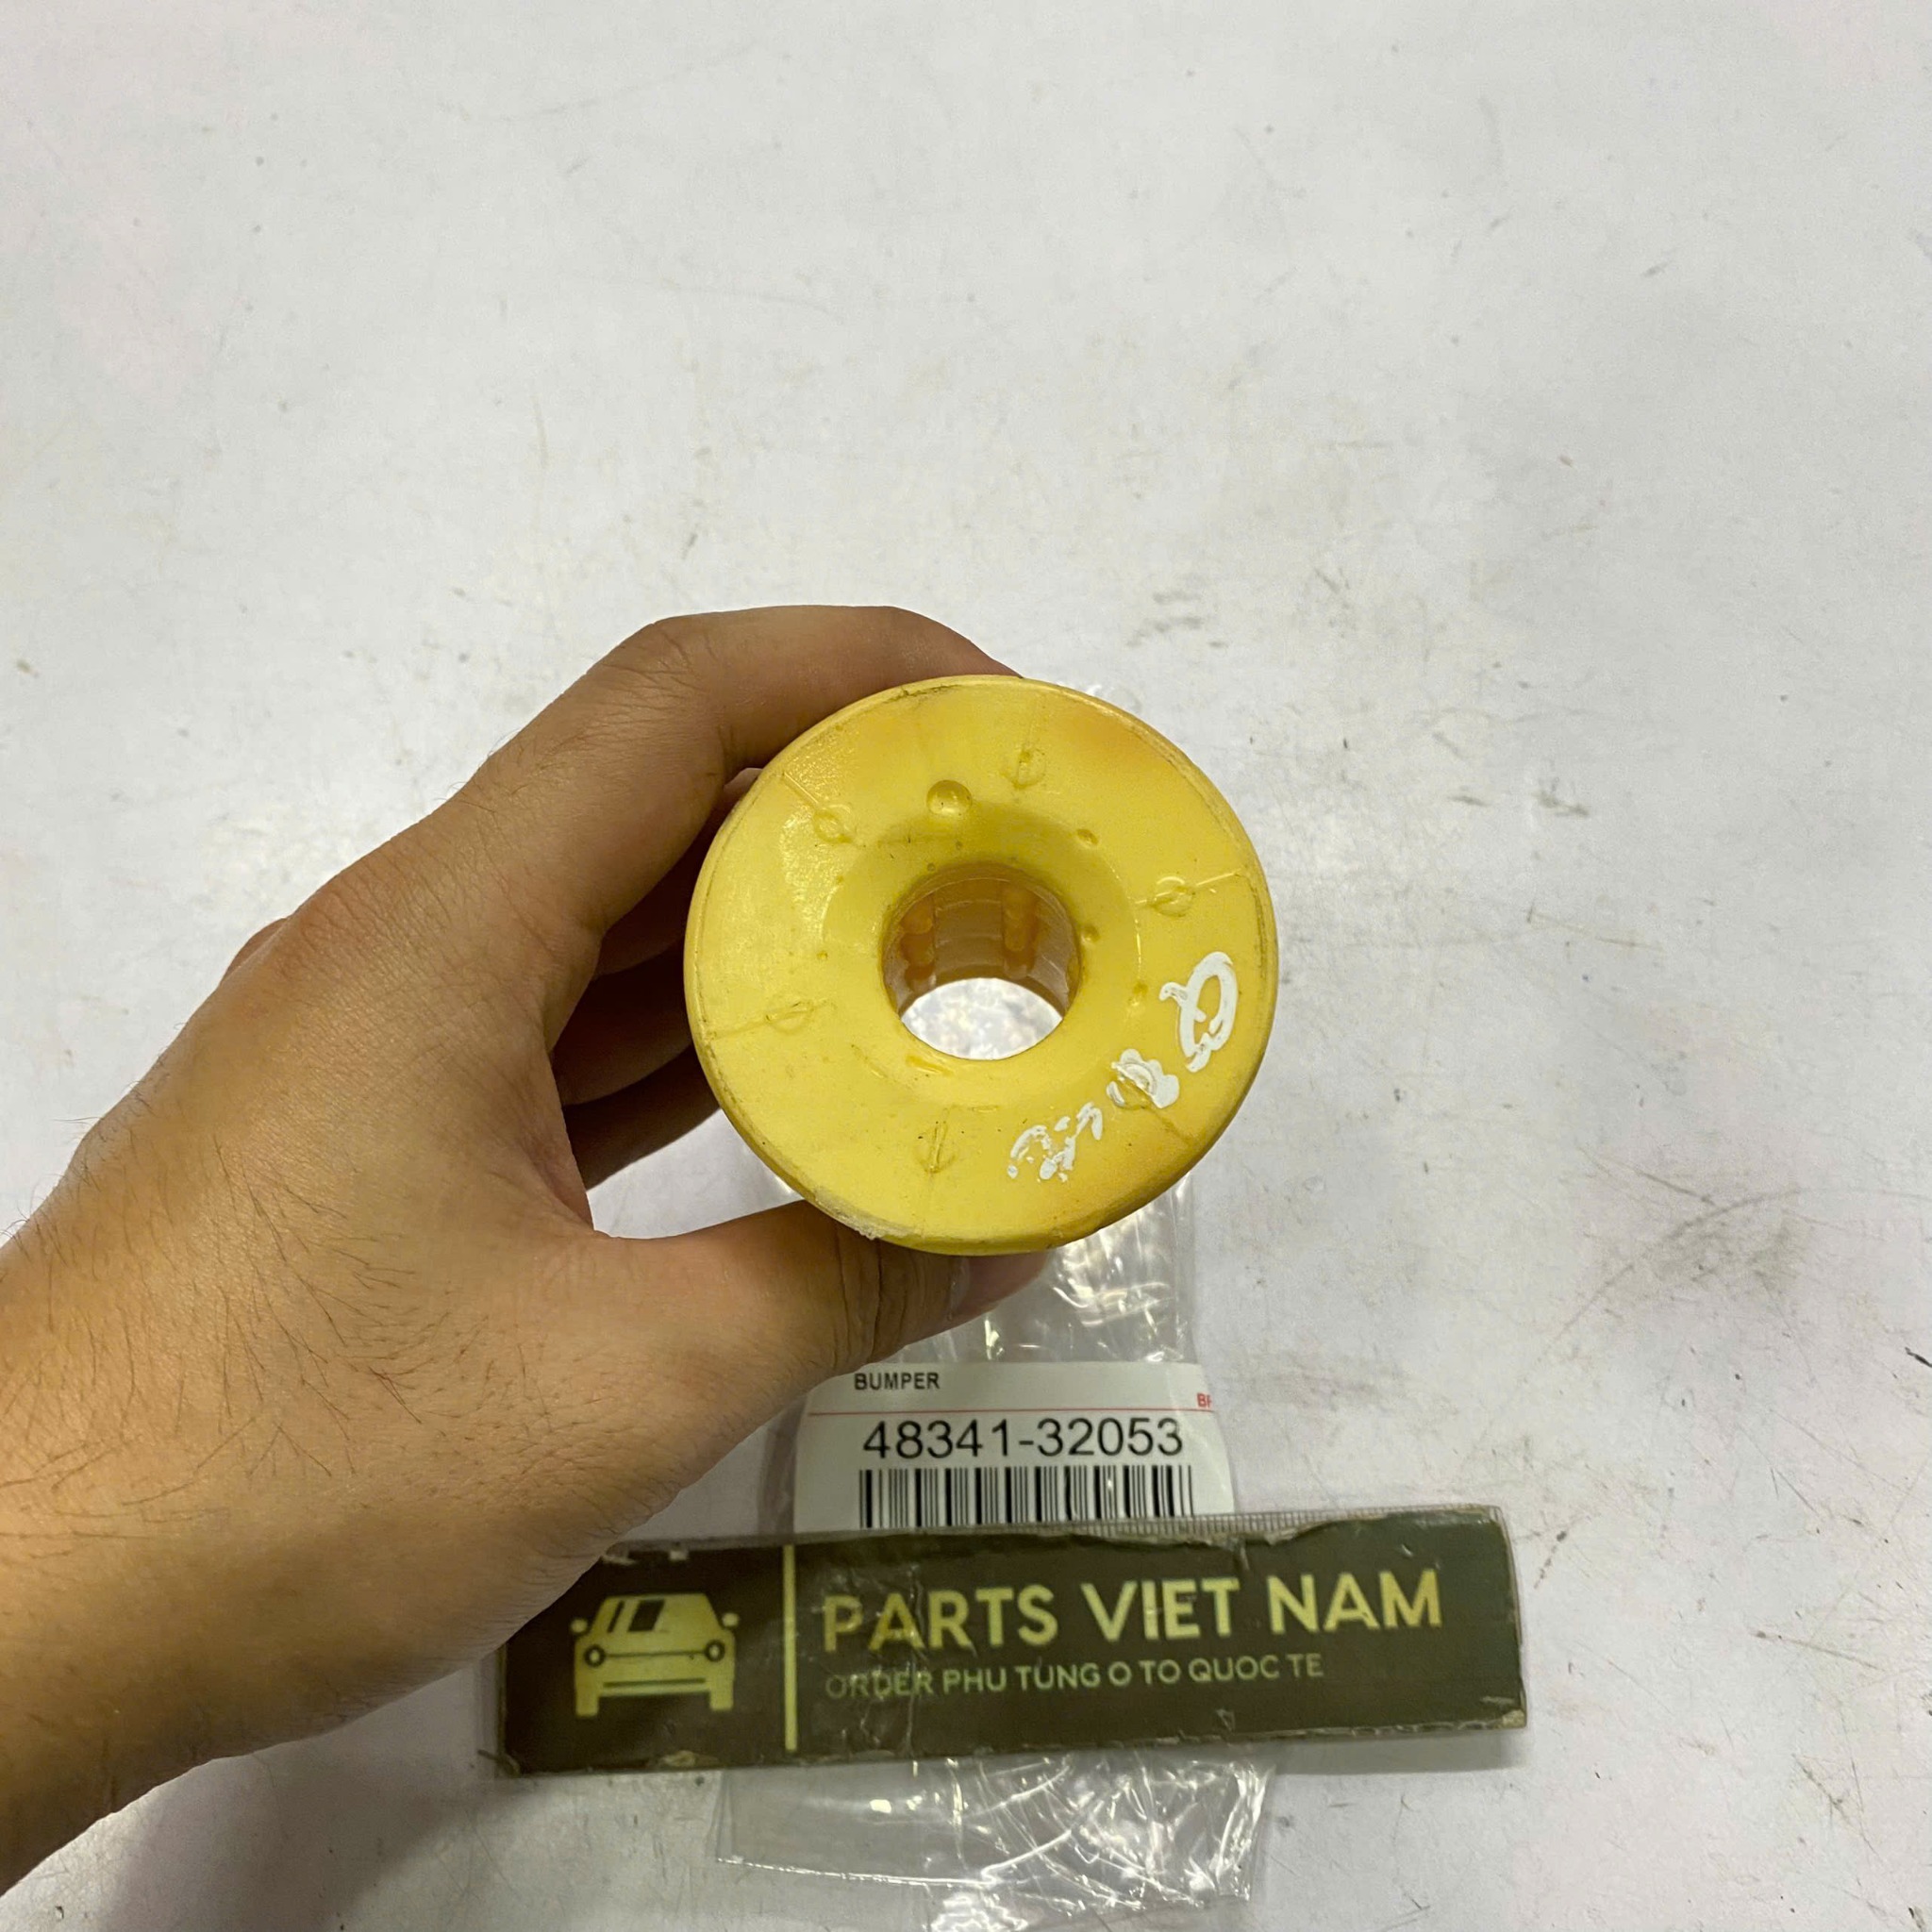 BUMPER
48341-32053
PARTS VIET NAM
ORDER PHU TUNG O TO QUOC TE